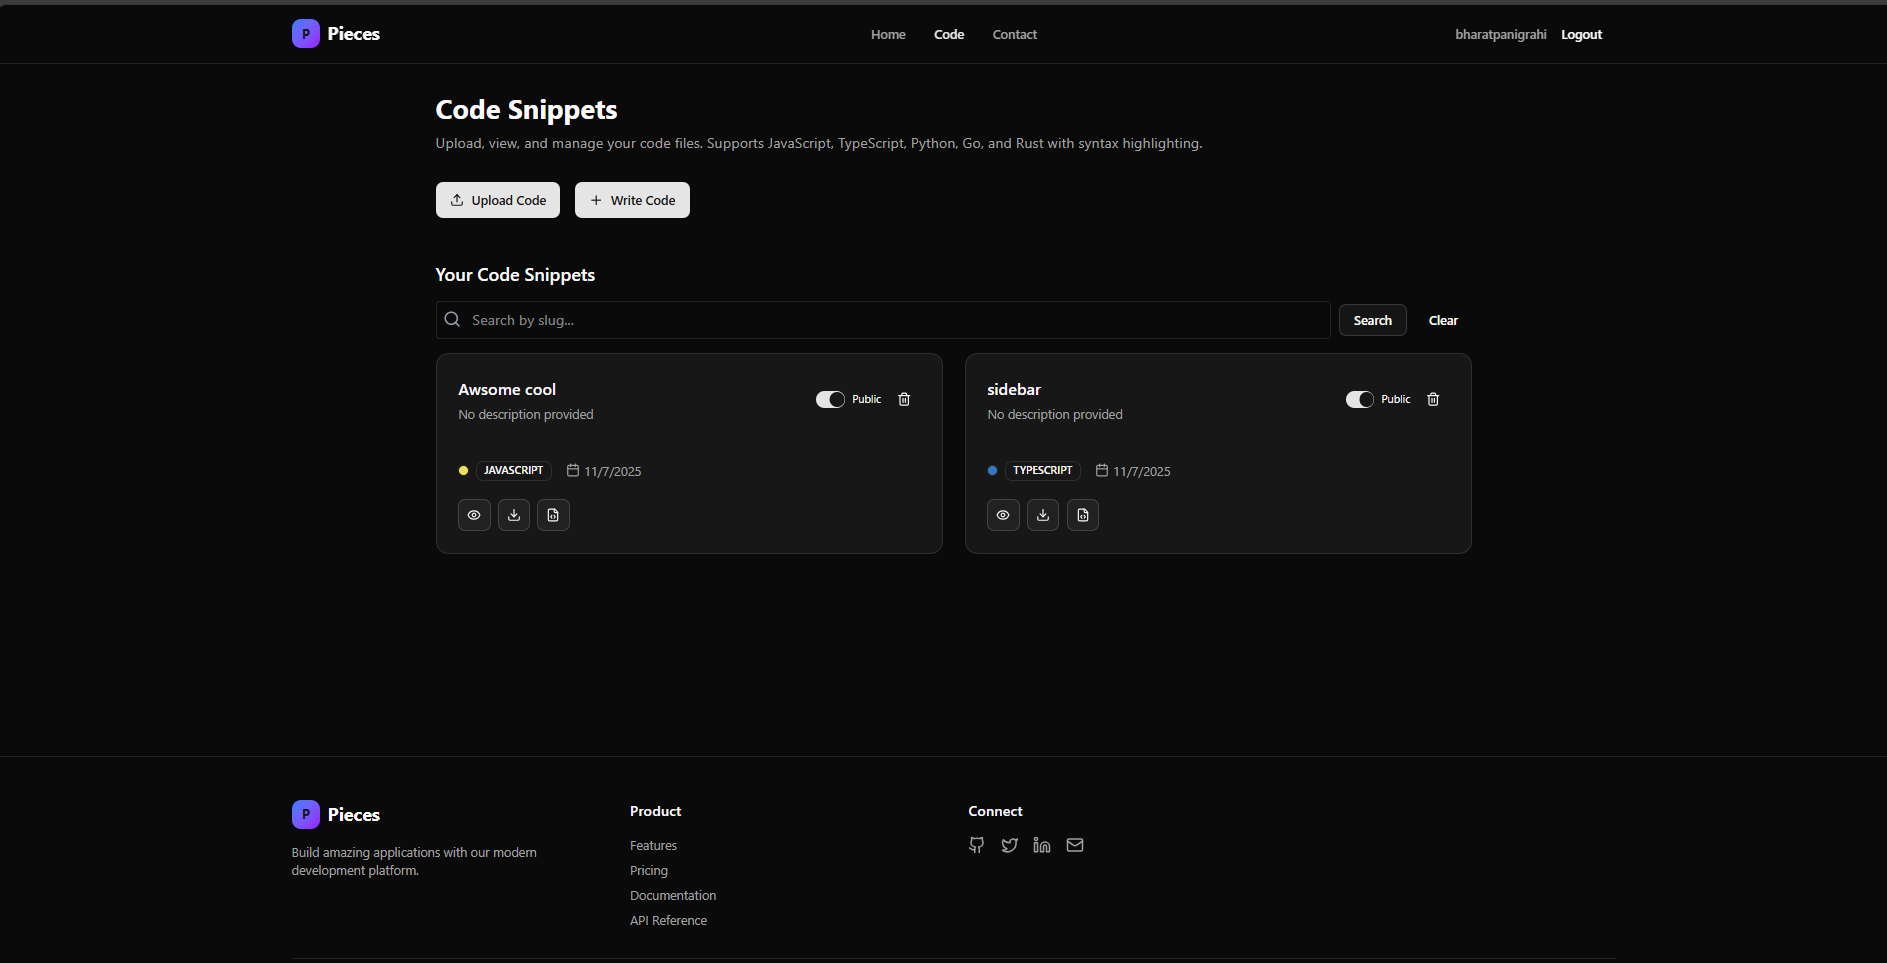 P Pieces
Home Code Contact
bharatpanigrahi Logout
Code Snippets
Upload, view, and manage your code files. Supports JavaScript, TypeScript, Python, Go, and Rust with syntax highlighting.
Upload Code Write Code
Your Code Snippets
Search by slug... Search Clear
Awsome cool
No description provided
Public
JAVASCRIPT 11/7/2025
sidebar
No description provided
Public
TYPESCRIPT 11/7/2025
P Pieces
Build amazing applications with our modern
development platform.
Product
Features
Pricing
Documentation
API Reference
Connect